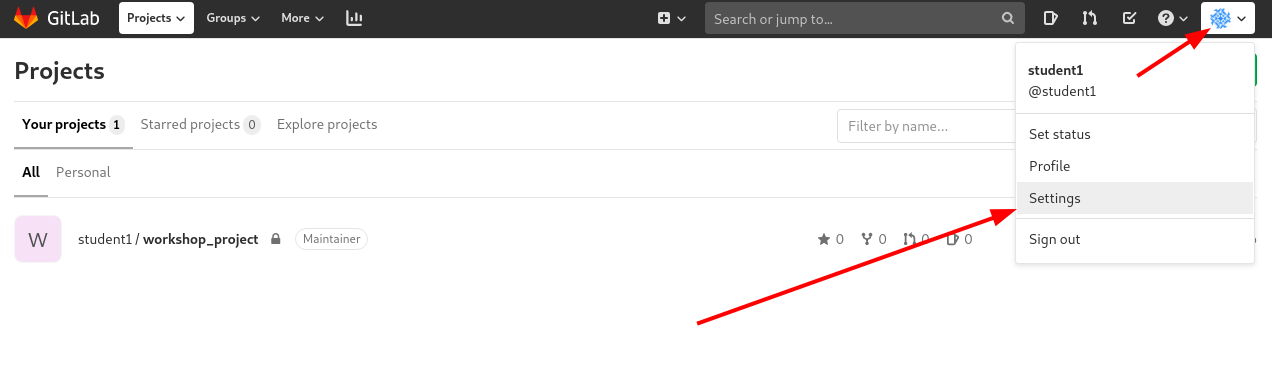 GitLab Projects Groups More Search or jump to...
Projects
student1
@student1
Your projects 1 Starred projects 0 Explore projects
Filter by name...
Set status
All Personal
Profile
Settings
W student1 / workshop_project Maintainer 0 0 0 0
Sign out